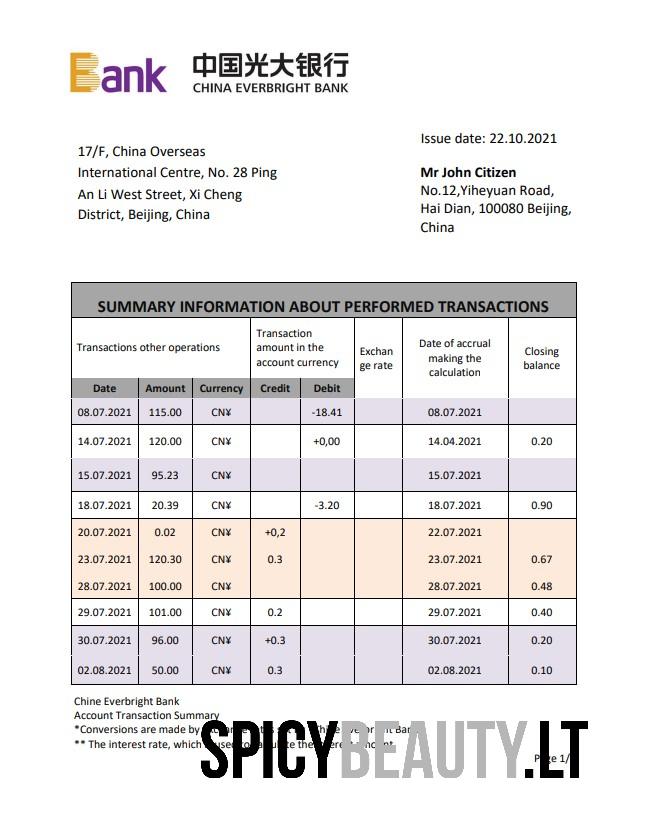 Bank 中国光大银行
CHINA EVERBRIGHT BANK
Issue date: 22.10.2021
17/F, China Overseas
International Centre, No. 28 Ping
An Li West Street, Xi Cheng
District, Beijing, China
Mr John Citizen
No.12,Yiheyuan Road,
Hai Dian, 100080 Beijing,
China
SUMMARY INFORMATION ABOUT PERFORMED TRANSACTIONS
Transactions other operations
Transaction
amount in the
account currency
Exchan
ge rate
Date of accrual
making the
calculation
Closing
balance
Date Amount Currency Credit Debit
08.07.2021 115.00 CN¥ -18.41 08.07.2021
14.07.2021 120.00 CN¥ +0,00 14.04.2021 0.20
15.07.2021 95.23 CN¥ 15.07.2021
18.07.2021 20.39 CN¥ -3.20 18.07.2021 0.90
20.07.2021 0.02 CN¥ +0,2 22.07.2021
23.07.2021 120.30 CN¥ 0.3 23.07.2021 0.67
28.07.2021 100.00 CN¥ 28.07.2021 0.48
29.07.2021 101.00 CN¥ 0.2 29.07.2021 0.40
30.07.2021 96.00 CN¥ +0.3 30.07.2021 0.20
02.08.2021 50.00 CN¥ 0.3 02.08.2021 0.10
Chine Everbright Bank
Account Transaction Summary
*Conversions are made by
** The interest rate, which
SPICYBEAUTY.LT